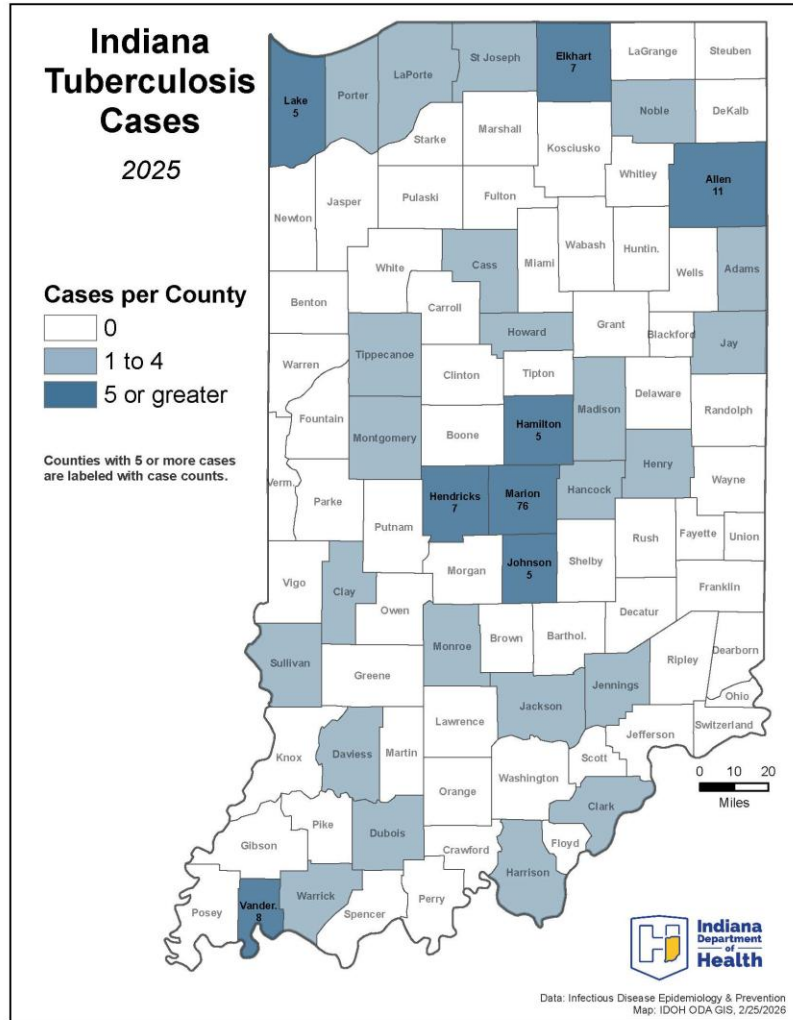 Indiana
Tuberculosis
Cases
2025
Cases per County
0
1 to 4
5 or greater
Counties with 5 or more cases
are labeled with case counts.
Lake
5
Porter
LaPorte
St Joseph
Elkhart
7
LaGrange
Steuben
Noble
DeKalb
Starke
Marshall
Kosciusko
Whitley
Allen
11
Newton
Jasper
Pulaski
Fulton
Miami
Wabash
Huntin.
Wells
Adams
White
Cass
Benton
Carroll
Howard
Grant
Blackford
Jay
Warren
Tippecanoe
Clinton
Tipton
Madison
Delaware
Randolph
Fountain
Montgomery
Boone
Hamilton
5
Henry
Wayne
Verm.
Parke
Putnam
Hendricks
7
Marion
76
Hancock
Rush
Fayette
Union
Vigo
Clay
Owen
Morgan
Johnson
5
Shelby
Decatur
Franklin
Sullivan
Greene
Monroe
Brown
Barthol.
Jennings
Ripley
Dearborn
Ohio
Switzerland
Knox
Daviess
Martin
Lawrence
Jackson
Jefferson
Scott
Orange
Washington
Clark
Gibson
Pike
Dubois
Crawford
Floyd
Harrison
Posey
Vander.
8
Warrick
Spencer
Perry
0 10 20
Miles
Indiana
Department
of
Health
Data: Infectious Disease Epidemiology & Prevention
Map: IDOH ODA GIS, 2/25/2026